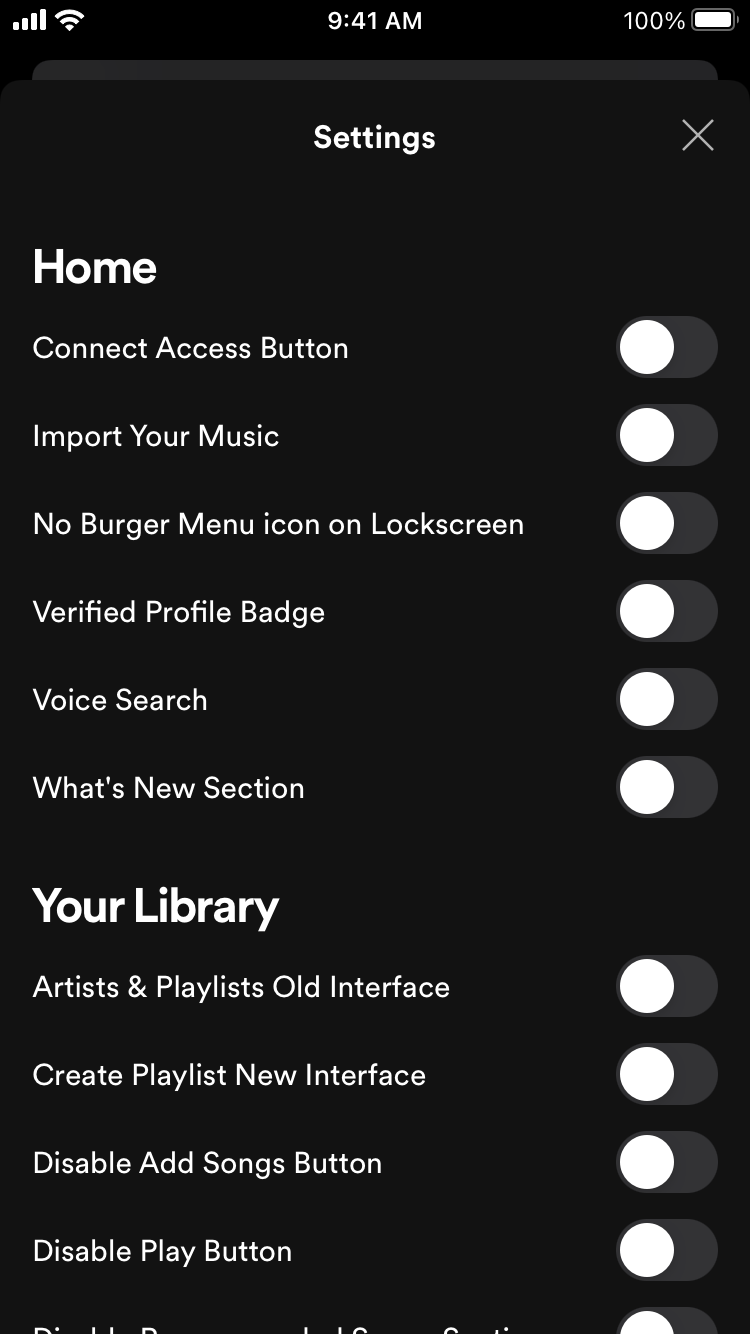 9:41 AM
100%
Settings
Home
Connect Access Button
Import Your Music
No Burger Menu icon on Lockscreen
Verified Profile Badge
Voice Search
What's New Section
Your Library
Artists & Playlists Old Interface
Create Playlist New Interface
Disable Add Songs Button
Disable Play Button